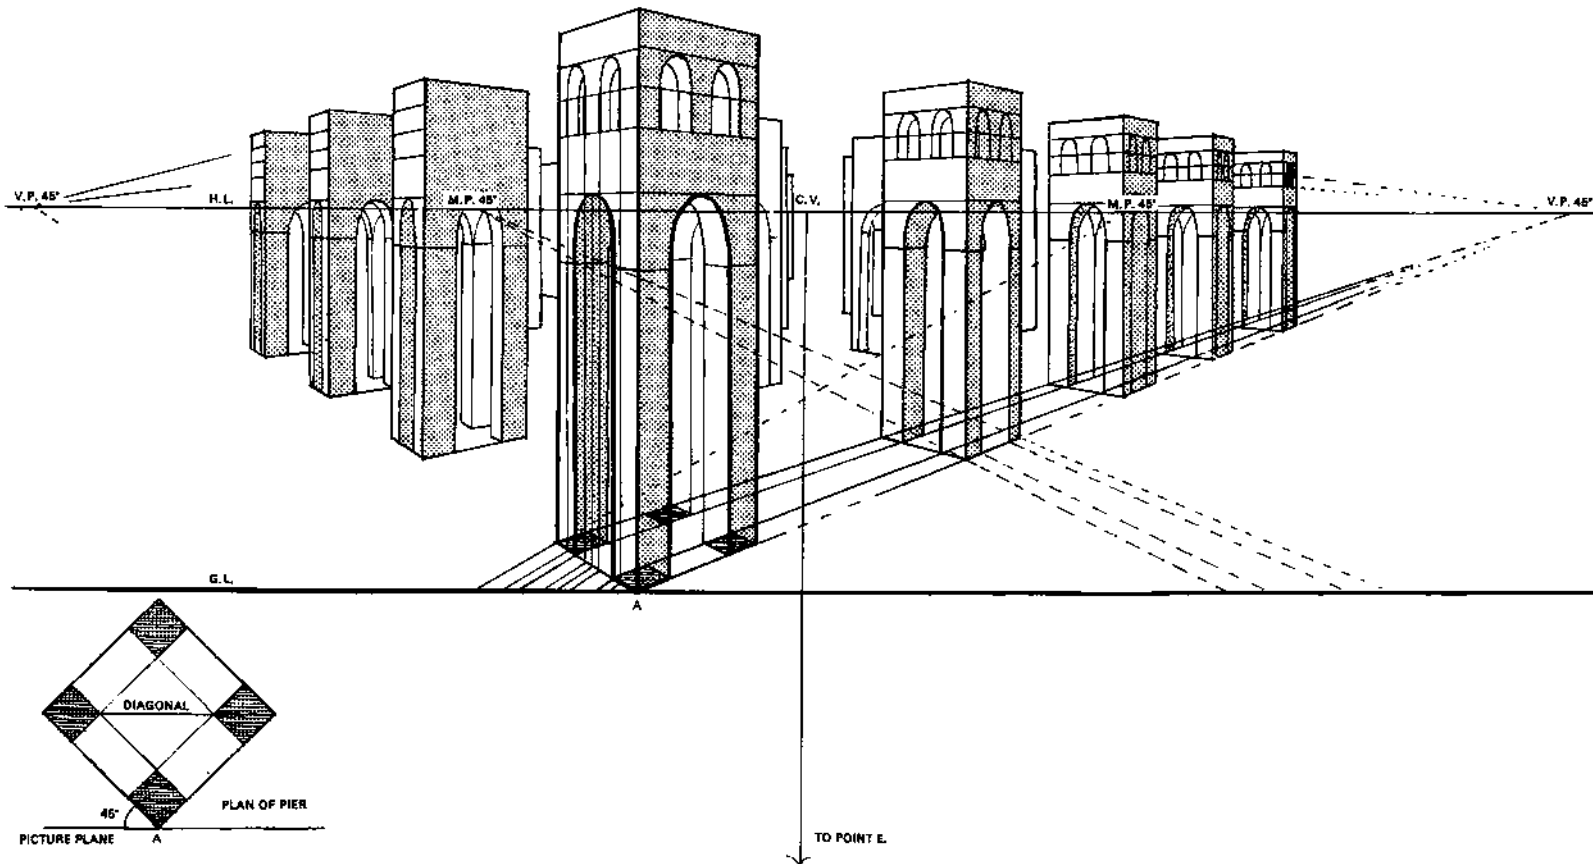 V.P. 45°
H.L.
M.P. 45°
C.V.
M.P. 45°
V.P. 45°
G.L.
A
DIAGONAL
45°
PLAN OF PIER
PICTURE PLANE
A
TO POINT E.